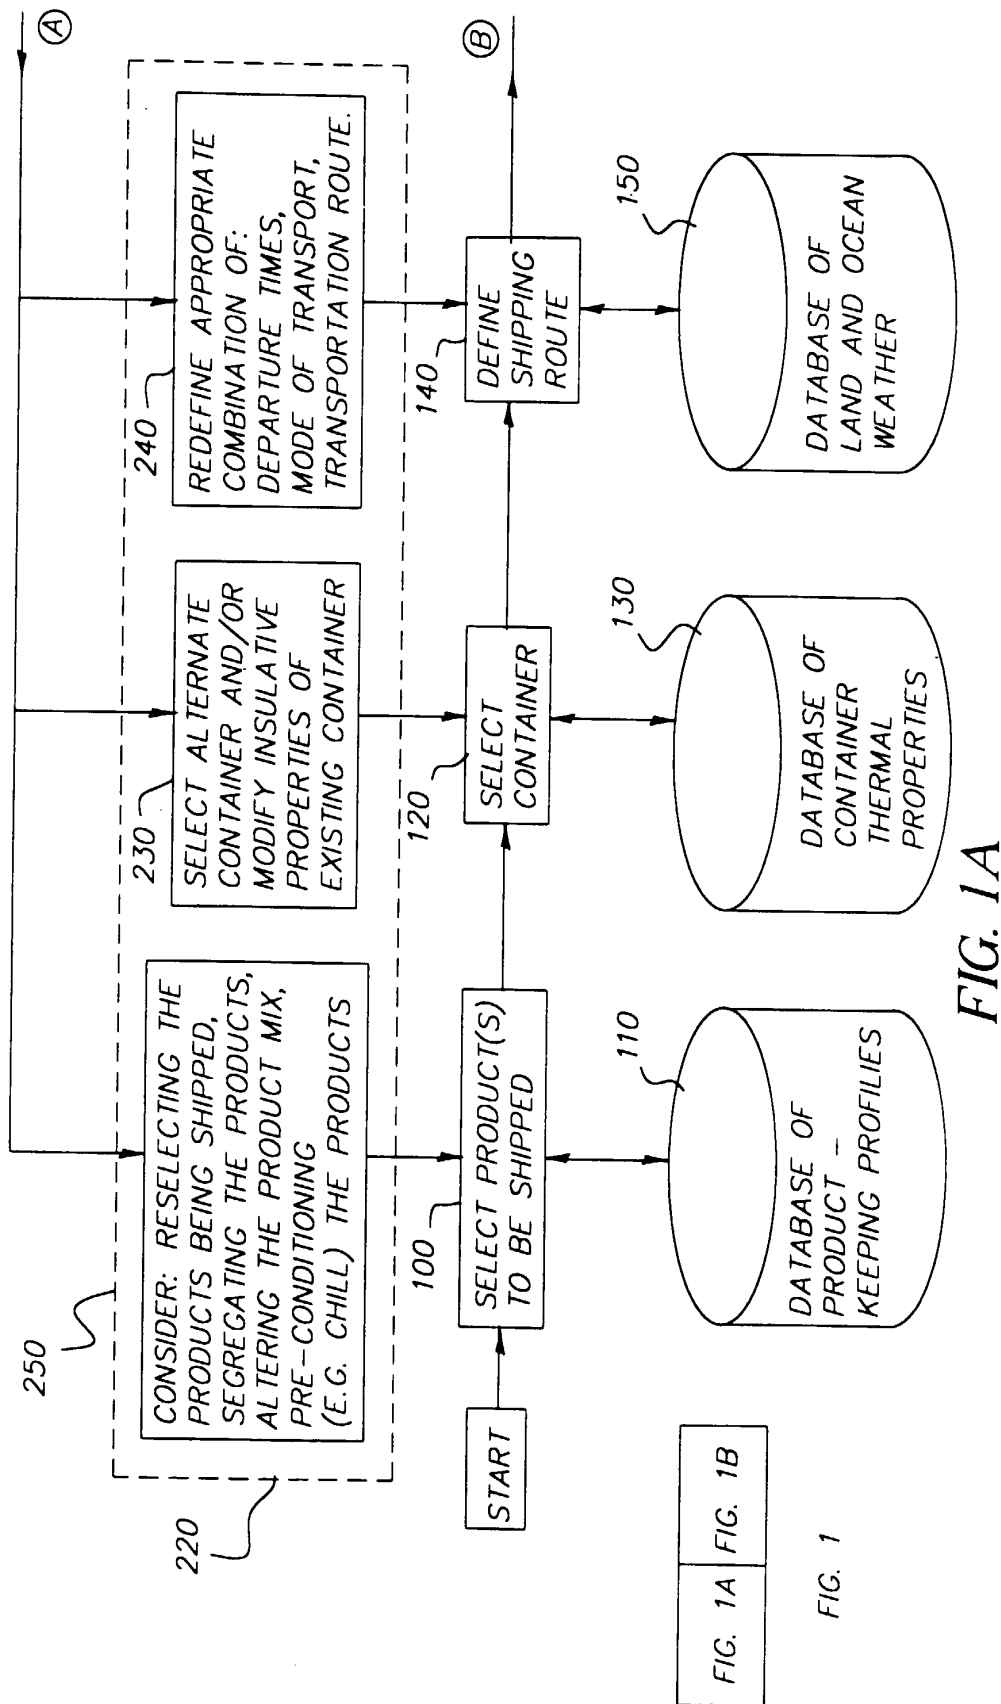 250
220
CONSIDER: RESELECTING THE
PRODUCTS BEING SHIPPED,
SEGREGATING THE PRODUCTS,
ALTERING THE PRODUCT MIX,
PRE-CONDITIONING
(E.G. CHILL) THE PRODUCTS
230
SELECT ALTERNATE
CONTAINER AND/OR
MODIFY INSULATIVE
PROPERTIES OF
EXISTING CONTAINER
240
REDEFINE APPROPRIATE
COMBINATION OF:
DEPARTURE TIMES,
MODE OF TRANSPORT,
TRANSPORTATION ROUTE.
A
START
100
SELECT PRODUCT(S)
TO BE SHIPPED
120
SELECT
CONTAINER
140
DEFINE
SHIPPING
ROUTE
B
110
DATABASE OF
PRODUCT –
KEEPING PROFILIES
130
DATABASE OF
CONTAINER
THERMAL
PROPERTIES
150
DATABASE OF
LAND AND OCEAN
WEATHER
FIG. 1A
FIG. 1B
FIG. 1
FIG. 1A